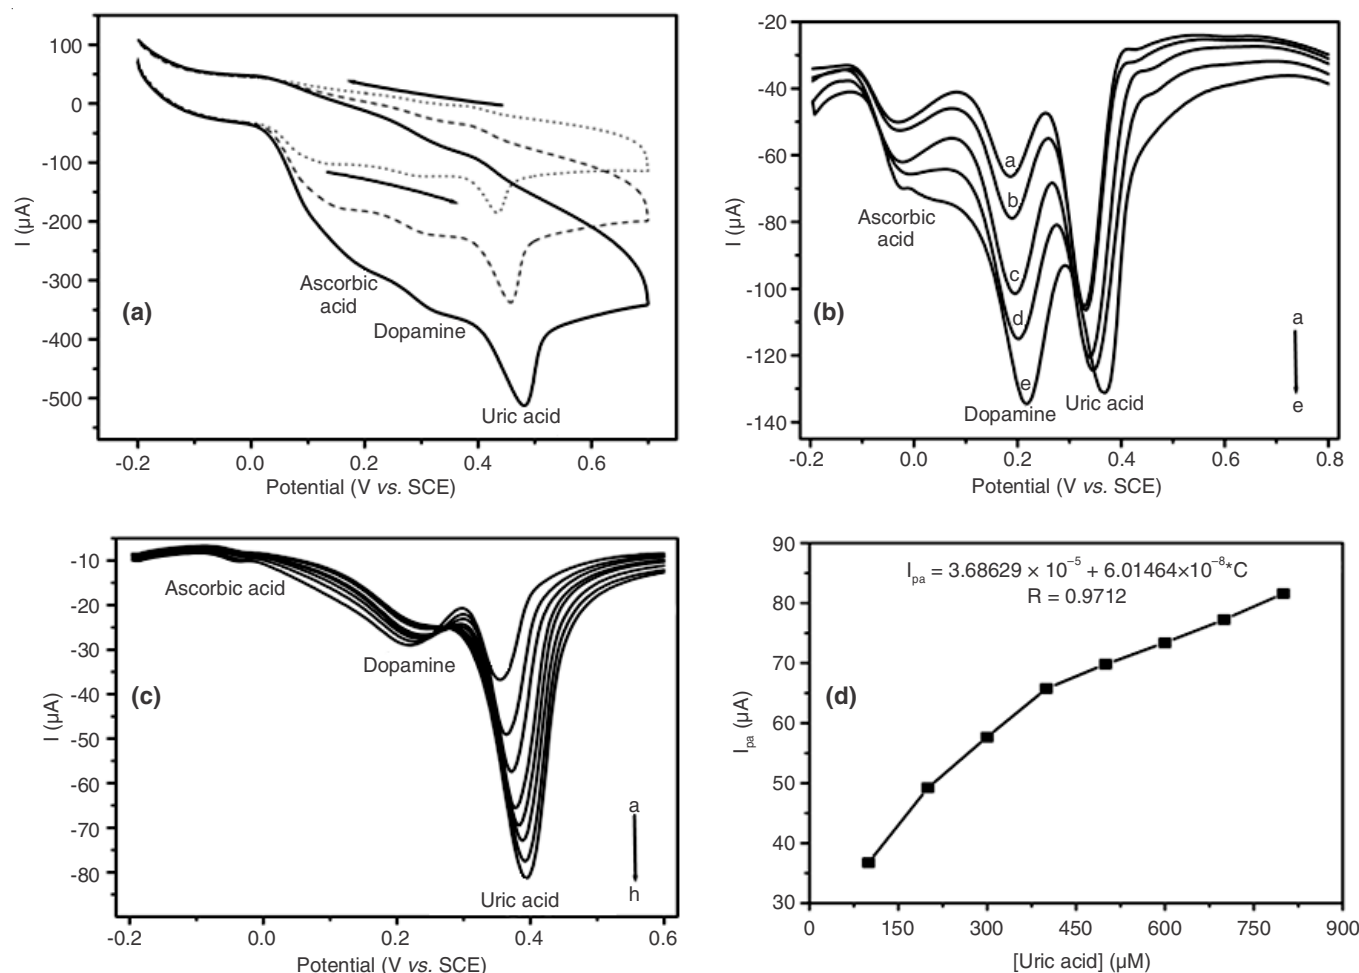 100
0
-100
-200
-300
-400
-500
I (µA)
(a)
Ascorbic
acid
Dopamine
Uric acid
-0.2
0.0
0.2
0.4
0.6
Potential (V vs. SCE)
-20
-40
-60
-80
-100
-120
-140
I (µA)
(b)
a
b
c
d
e
Ascorbic
acid
Dopamine
Uric acid
a
e
-0.2
0.0
0.2
0.4
0.6
0.8
Potential (V vs. SCE)
-10
-20
-30
-40
-50
-60
-70
-80
I (µA)
(c)
Ascorbic acid
Dopamine
Uric acid
a
h
-0.2
0.0
0.2
0.4
0.6
Potential (V vs. SCE)
90
80
70
60
50
40
30
Ipa (µA)
(d)
Ipa = 3.68629 × 10⁻⁵ + 6.01464×10⁻⁸*C
R = 0.9712
0
150
300
450
600
750
900
[Uric acid] (µM)